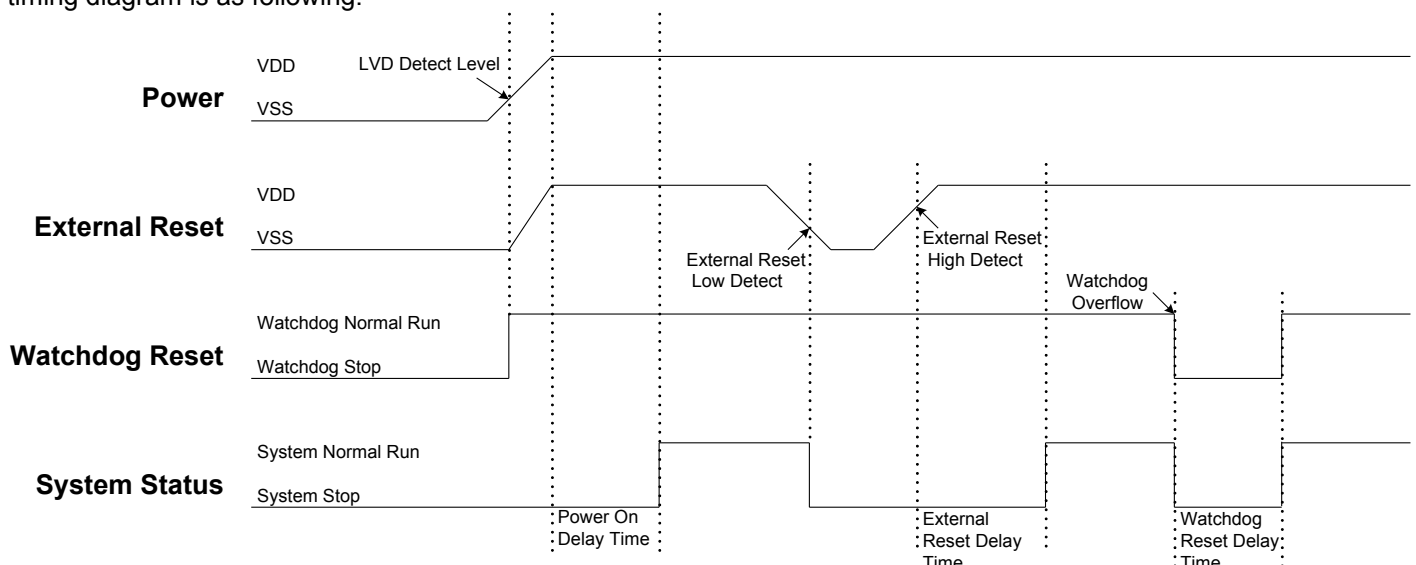 timing diagram is as following:
VDD
LVD Detect Level
Power
VSS
VDD
External Reset
VSS
External Reset
Low Detect
External Reset
High Detect
Watchdog
Overflow
Watchdog Normal Run
Watchdog Reset
Watchdog Stop
System Normal Run
System Status
System Stop
Power On
Delay Time
External
Reset Delay
Time
Watchdog
Reset Delay
Time